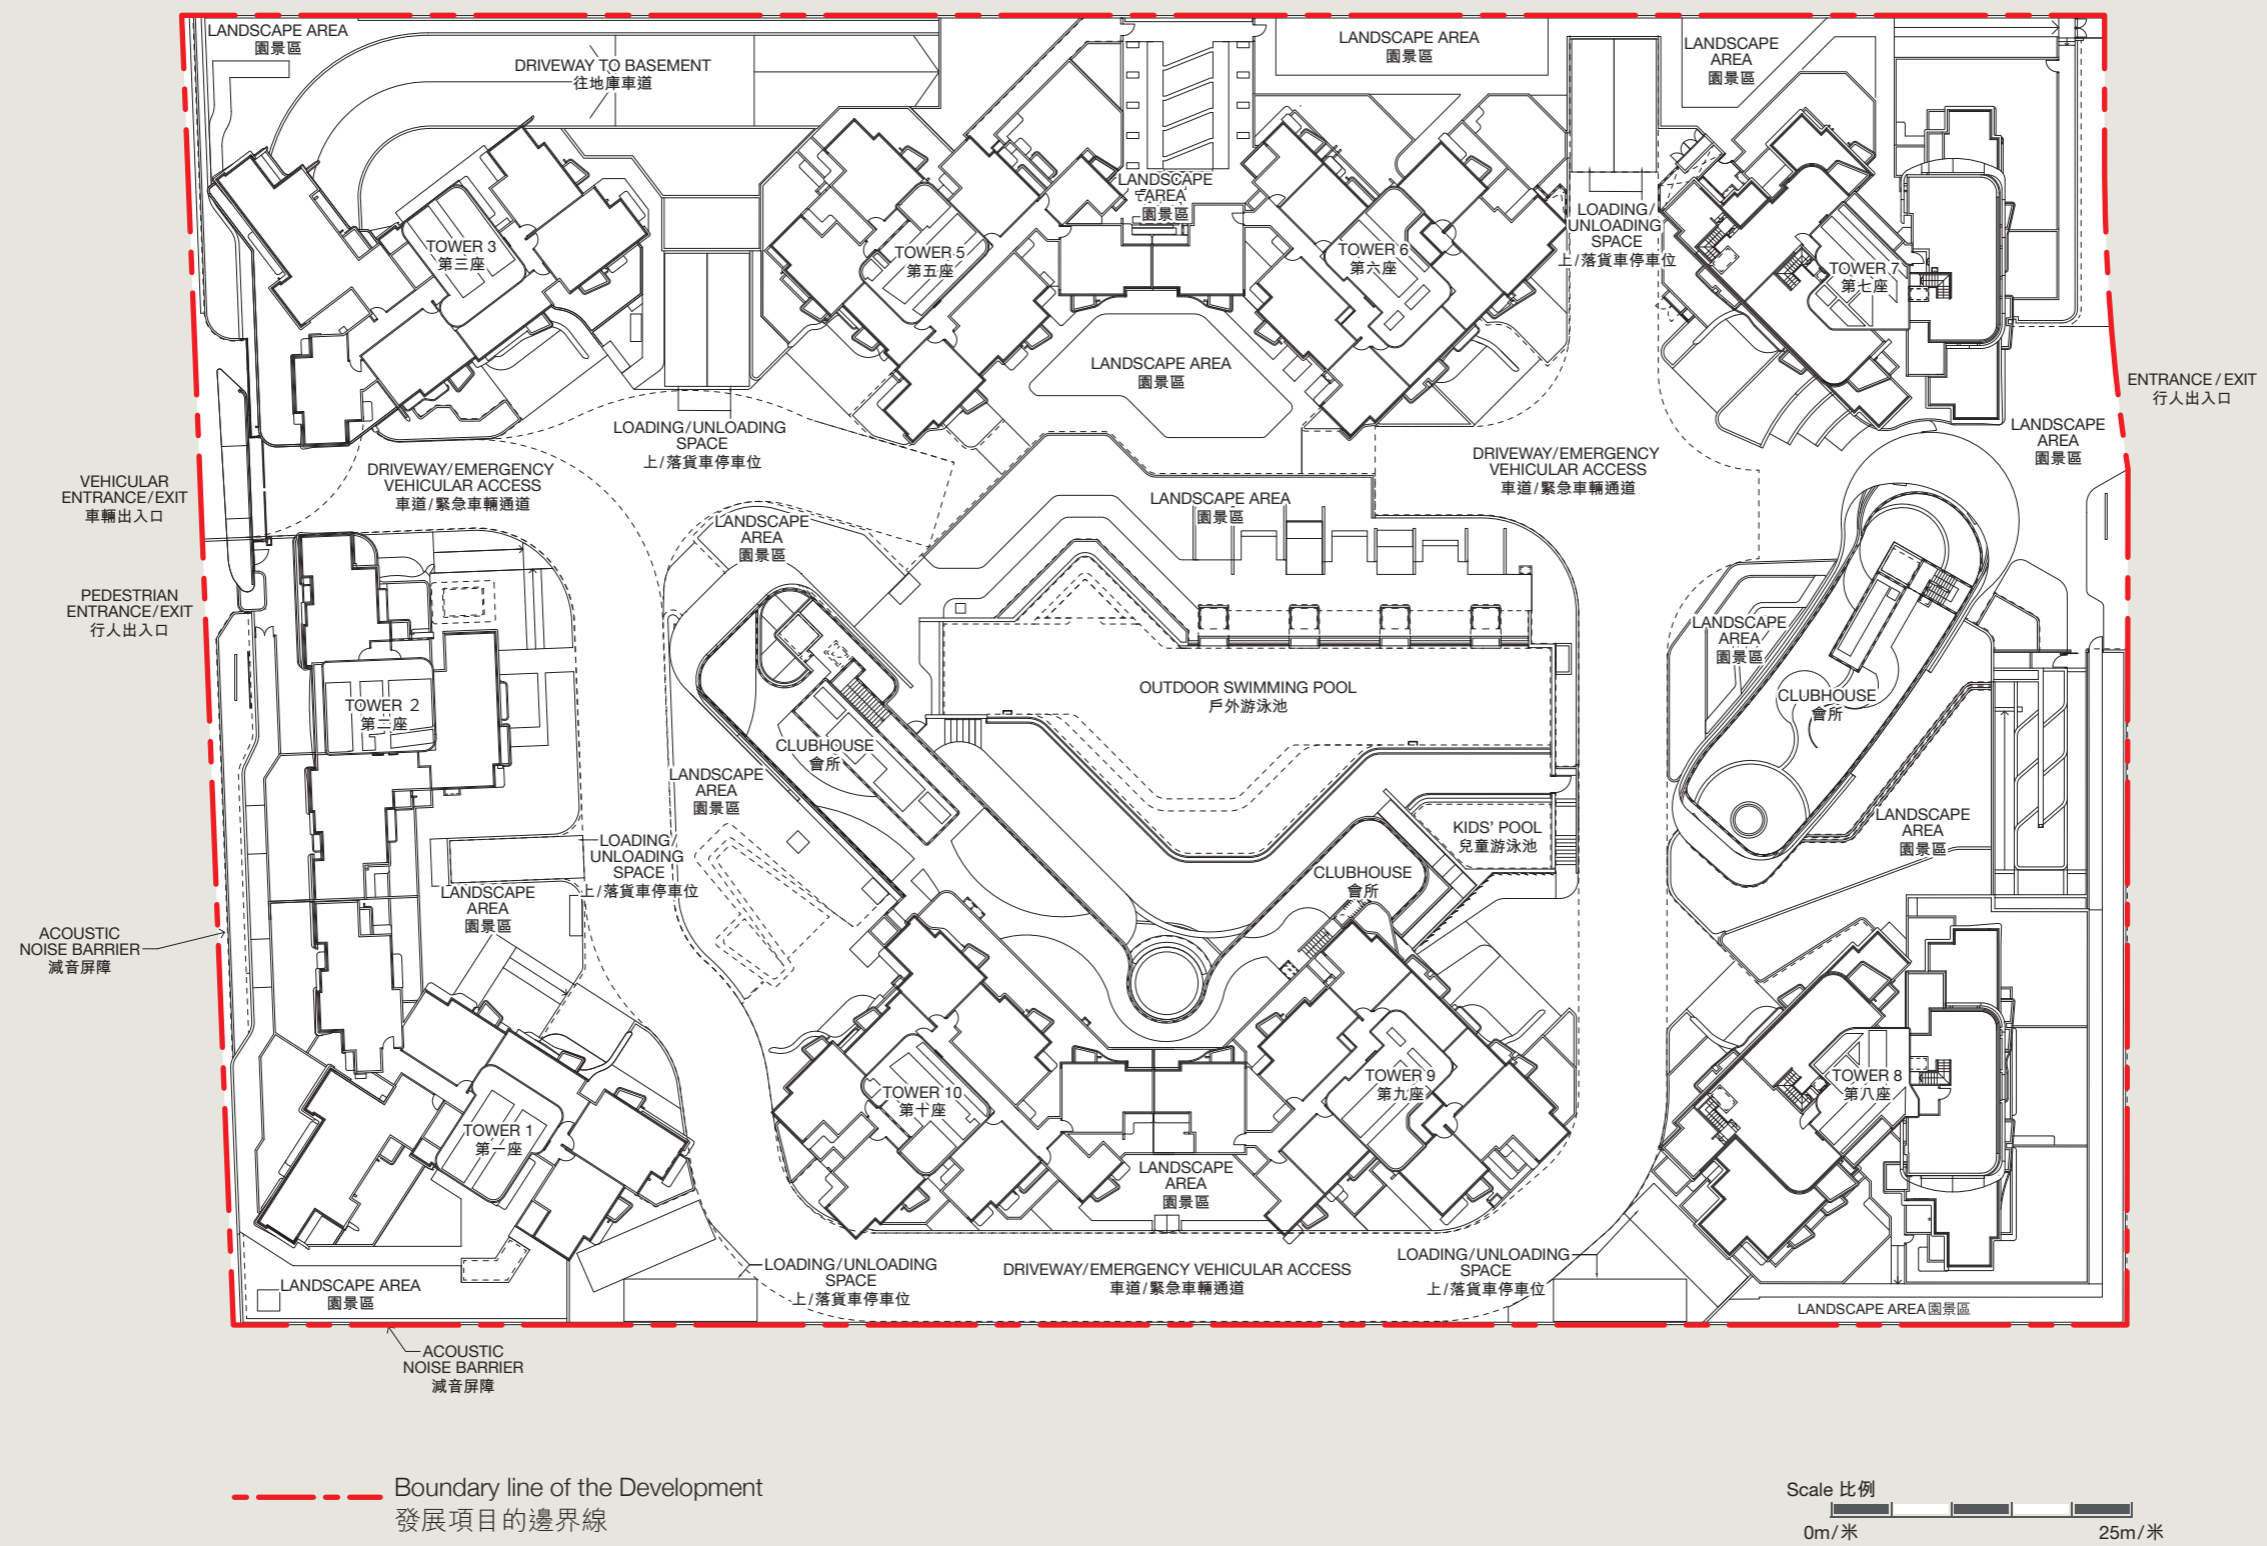 LANDSCAPE AREA
園景區
DRIVEWAY TO BASEMENT
往地庫車道
LANDSCAPE AREA
園景區
LANDSCAPE
AREA
園景區
LANDSCAPE
AREA
園景區
LOADING/
UNLOADING
SPACE
上/落貨車停車位
TOWER 3
第三座
TOWER 5
第五座
TOWER 6
第六座
TOWER 7
第七座
LANDSCAPE AREA
園景區
ENTRANCE/EXIT
行人出入口
LOADING/UNLOADING
SPACE
上/落貨車停車位
LANDSCAPE
AREA
園景區
VEHICULAR
ENTRANCE/EXIT
車輛出入口
DRIVEWAY/EMERGENCY
VEHICULAR ACCESS
車道/緊急車輛通道
DRIVEWAY/EMERGENCY
VEHICULAR ACCESS
車道/緊急車輛通道
LANDSCAPE AREA
園景區
LANDSCAPE
AREA
園景區
PEDESTRIAN
ENTRANCE/EXIT
行人出入口
LANDSCAPE
AREA
園景區
OUTDOOR SWIMMING POOL
戶外游泳池
CLUBHOUSE
會所
TOWER 2
第二座
CLUBHOUSE
會所
LANDSCAPE
AREA
園景區
KIDS' POOL
兒童游泳池
LANDSCAPE
AREA
園景區
LOADING/
UNLOADING
SPACE
上/落貨車停車位
CLUBHOUSE
會所
LANDSCAPE
AREA
園景區
ACOUSTIC
NOISE BARRIER
減音屏障
TOWER 1
第一座
TOWER 10
第十座
TOWER 9
第九座
TOWER 8
第八座
LANDSCAPE
AREA
園景區
LANDSCAPE AREA
園景區
LOADING/UNLOADING
SPACE
上/落貨車停車位
DRIVEWAY/EMERGENCY VEHICULAR ACCESS
車道/緊急車輛通道
LOADING/UNLOADING
SPACE
上/落貨車停車位
LANDSCAPE AREA園景區
ACOUSTIC
NOISE BARRIER
減音屏障
Boundary line of the Development
發展項目的邊界線
Scale 比例
0m/米
25m/米